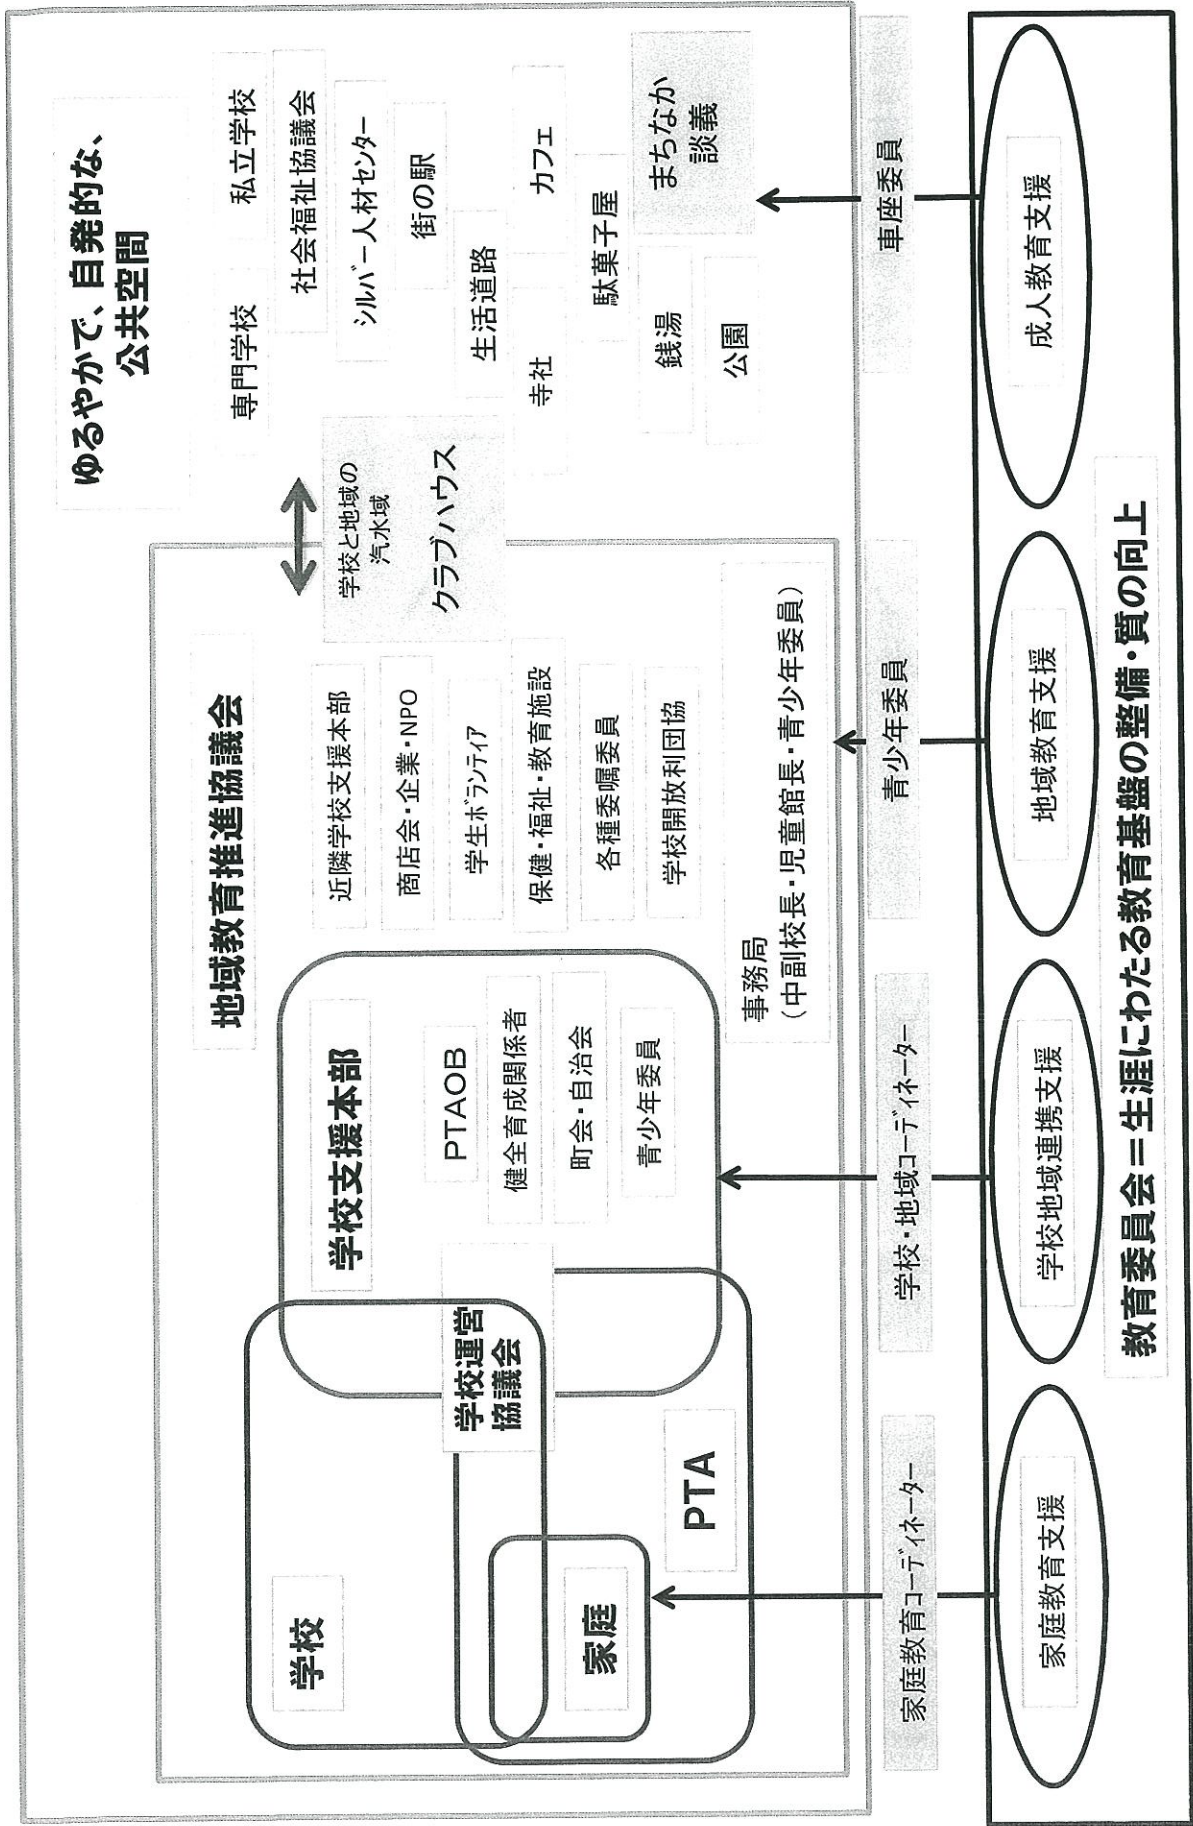 ゆるやかで、自発的な、
公共空間
地域教育推進協議会
学校支援本部
学校
学校運営
協議会
家庭
PTA
PTAOB
健全育成関係者
町会・自治会
青少年委員
近隣学校支援本部
商店会・企業・NPO
学生ボランティア
保健・福祉・教育施設
各種委嘱委員
学校開放利団協
事務局
(中副校長・児童館長・青少年委員)
学校と地域の
汽水域
クラブハウス
専門学校
私立学校
社会福祉協議会
シルバー人材センター
街の駅
生活道路
寺社
カフェ
駄菓子屋
銭湯
公園
まちなか
談義
家庭教育コーディネーター
学校・地域コーディネーター
青少年委員
車座委員
家庭教育支援
学校地域連携支援
地域教育支援
成人教育支援
教育委員会=生涯にわたる教育基盤の整備・質の向上